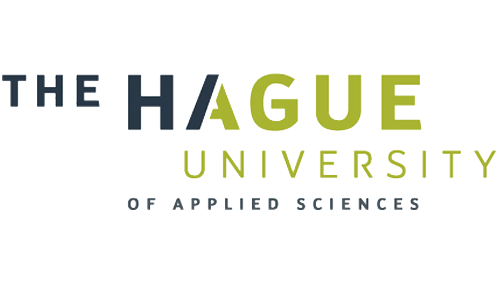 THE HAGUE
UNIVERSITY
OF APPLIED SCIENCES